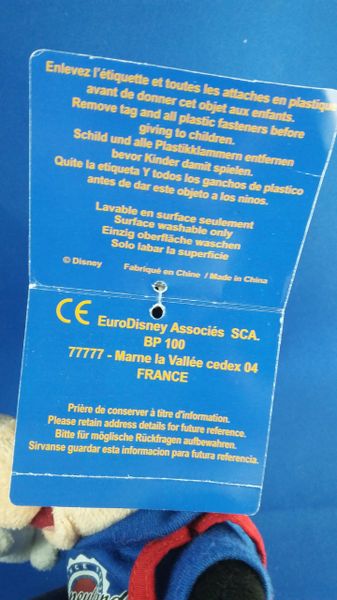 Enlevez l'étiquette et toutes les attaches en plastique
avant de donner cet objet aux enfants.
Remove tag and all plastic fasteners before
giving to children.
Schild und alle Plastikklammern entfernen
bevor Kinder damit spielen.
Quite la etiqueta Y todos los ganchos de plastico
antes de dar este objeto a los ninos.
Lavable en surface seulement
Surface washable only
Einzig oberfläche waschen
Solo labar la superficie
© Disney Fabriqué en Chine / Made in China
CE EuroDisney Associés SCA.
BP 100
77777 - Marne la Vallée cedex 04
FRANCE
Prière de conserver à titre d'information.
Please retain address details for future reference.
Bitte für mögliche Rückfragen aufbewahren.
Sirvanse guardar esta informacion para futura referencia.